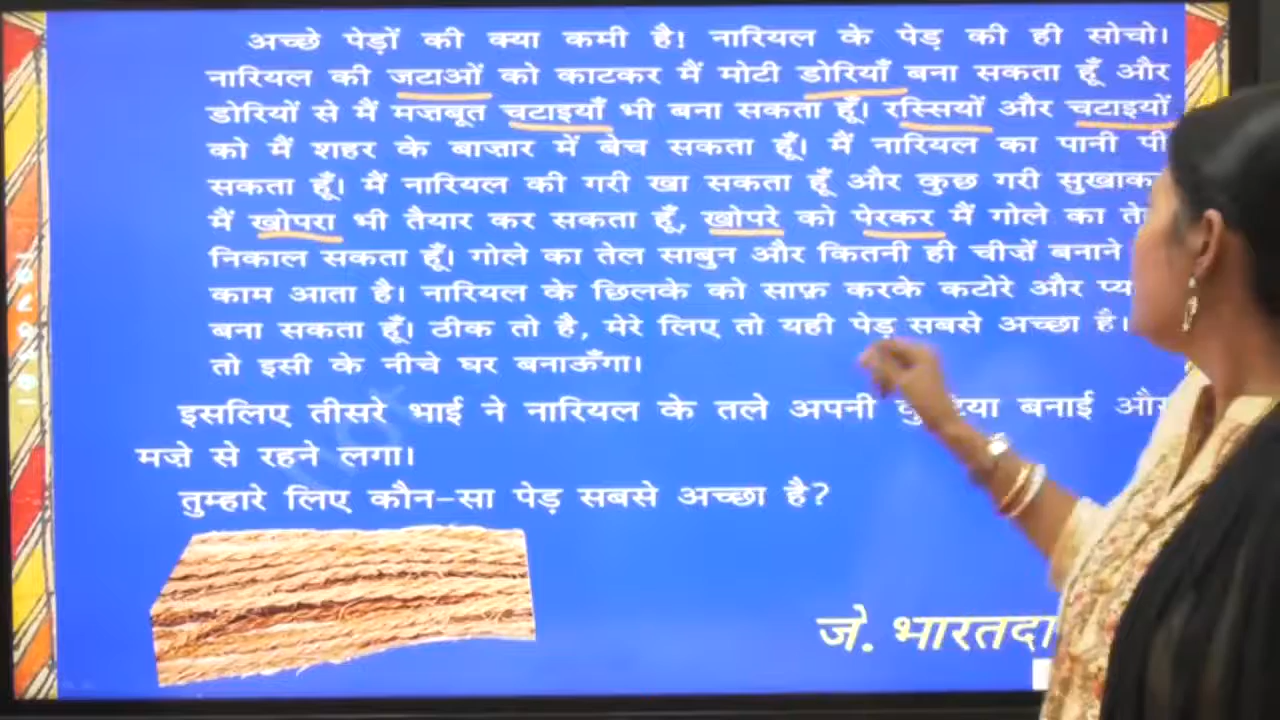 अच्छे पेड़ों की क्या कमी है! नारियल के पेड़ की ही सोचो।
नारियल की जटाओं को काटकर मैं मोटी डोरियाँ बना सकता हूँ और
डोरियों से मैं मज़बूत चटाइयाँ भी बना सकता हूँ। रस्सियों और चटाइयों
को मैं शहर के बाज़ार में बेच सकता हूँ। मैं नारियल का पानी पी
सकता हूँ। मैं नारियल की गरी खा सकता हूँ और कुछ गरी सुखाकर
मैं खोपरा भी तैयार कर सकता हूँ, खोपरे को पेरकर मैं गोले का
निकाल सकता हूँ। गोले का तेल साबुन और कितनी ही चीज़ें बनाने
काम आता है। नारियल के छिलके को साफ़ करके कटोरे और
बना सकता हूँ। ठीक तो है, मेरे लिए तो यही पेड़ सबसे अच्छा है।
तो इसी के नीचे घर बनाऊँगा।
इसलिए तीसरे भाई ने नारियल के तले अपनी कुटिया बनाई और
मज़े से रहने लगा।
तुम्हारे लिए कौन-सा पेड़ सबसे अच्छा है?
जे. भारतदा